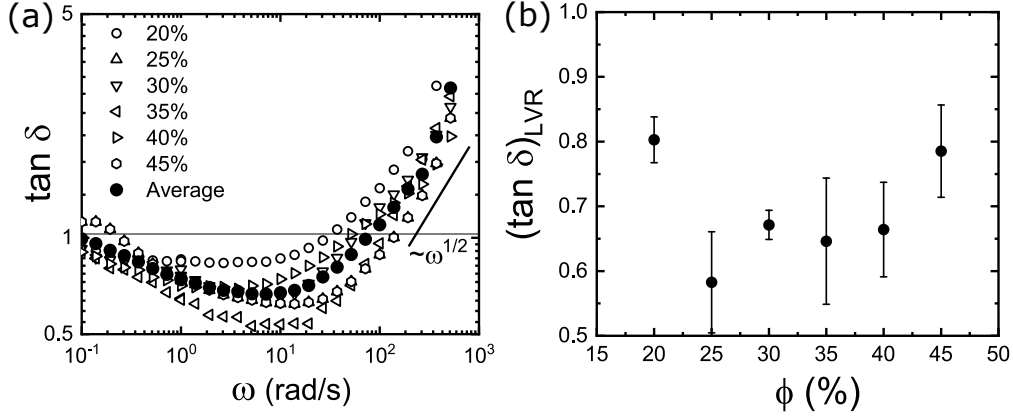 (a)
5
1
0.5
tan δ
20%
25%
30%
35%
40%
45%
Average
~ω^1/2
10^-1 10^0 10^1 10^2 10^3
ω (rad/s)
(b)
1.0
0.9
0.8
0.7
0.6
0.5
(tan δ)LVR
15 20 25 30 35 40 45 50
ϕ (%)